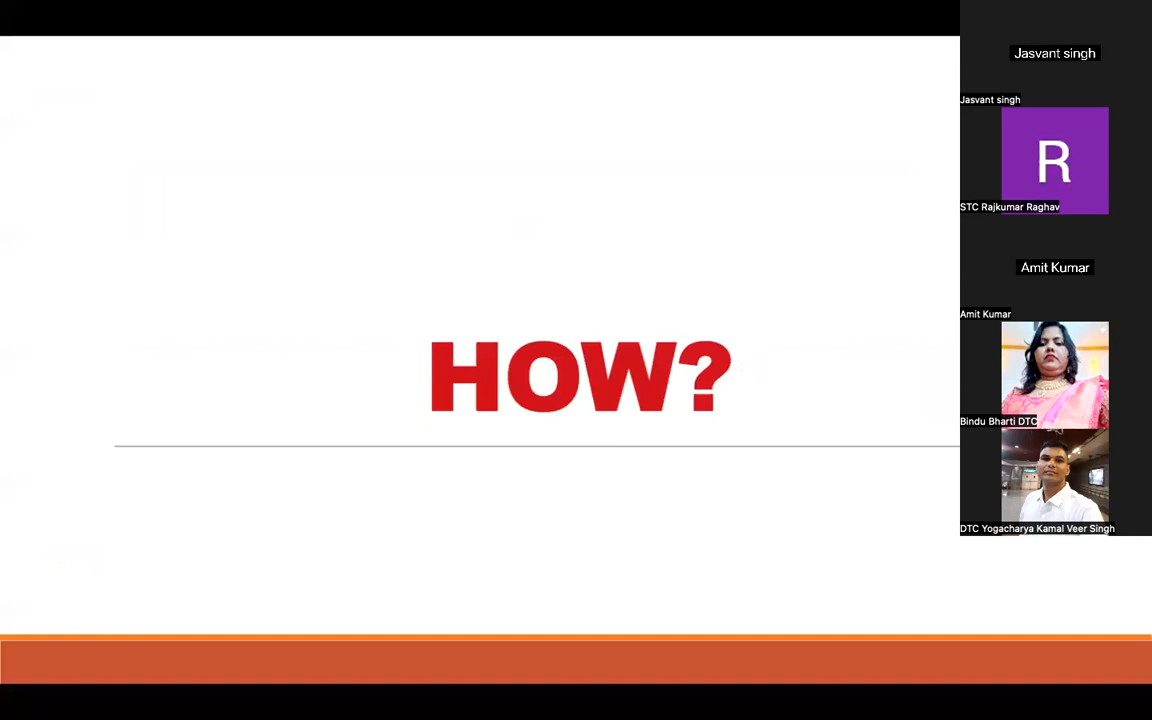 HOW?
Jasvant singh
Jasvant singh
R
STC Rajkumar Raghav
Amit Kumar
Amit Kumar
Bindu Bharti DTC
DTC Yogacharya Kamal Veer Singh